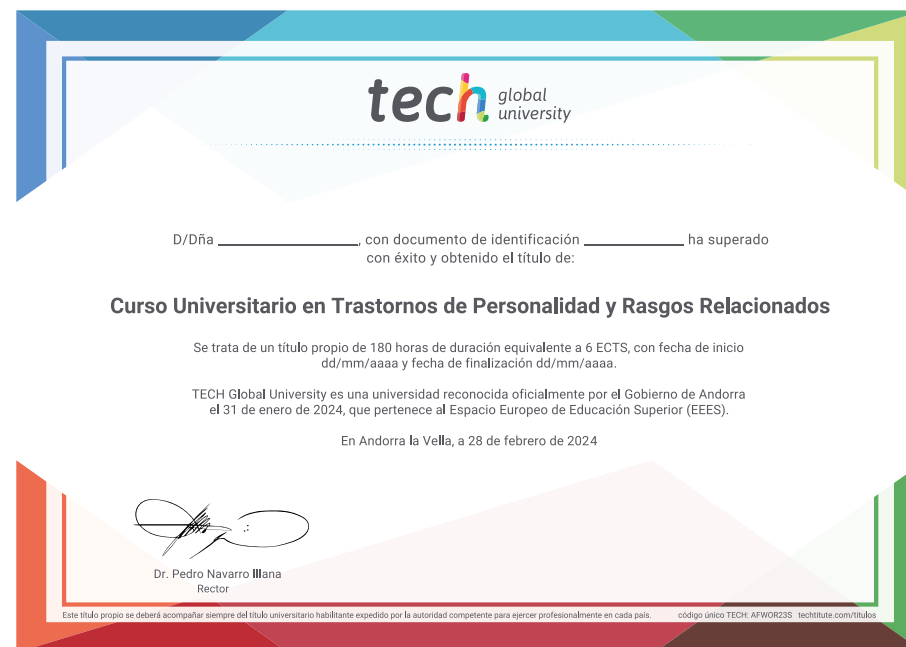 tech global university
D/Dña ____________________, con documento de identificación ______________ ha superado
con éxito y obtenido el título de:
Curso Universitario en Trastornos de Personalidad y Rasgos Relacionados
Se trata de un título propio de 180 horas de duración equivalente a 6 ECTS, con fecha de inicio
dd/mm/aaaa y fecha de finalización dd/mm/aaaa.
TECH Global University es una universidad reconocida oficialmente por el Gobierno de Andorra
el 31 de enero de 2024, que pertenece al Espacio Europeo de Educación Superior (EEES).
En Andorra la Vella, a 28 de febrero de 2024
Dr. Pedro Navarro Illana
Rector
Este título propio se deberá acompañar siempre del título universitario habilitante expedido por la autoridad competente para ejercer profesionalmente en cada país. código único TECH: AFWOR23S techtitute.com/titulos